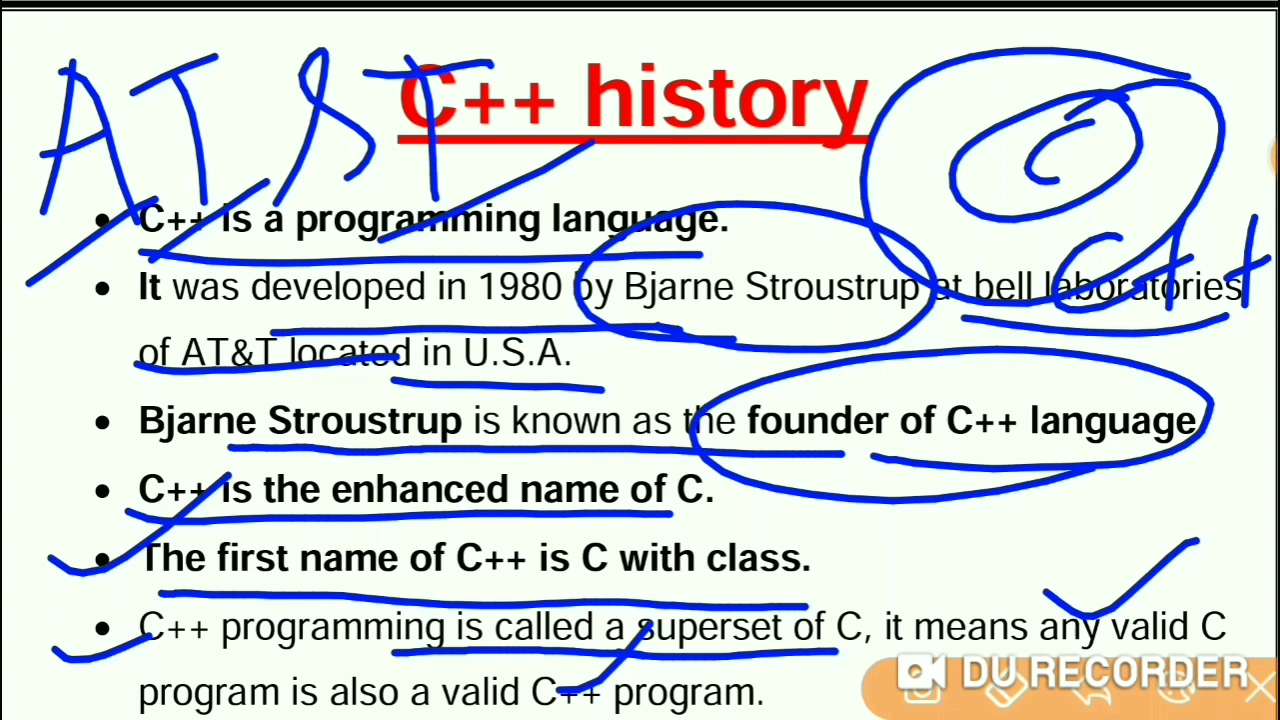 AT&T
C++ history
C
C++
• C++ is a programming language.
• It was developed in 1980 by Bjarne Stroustrup at bell laboratories
of AT&T located in U.S.A.
• Bjarne Stroustrup is known as the founder of C++ language
• C++ is the enhanced name of C.
• The first name of C++ is C with class.
• C++ programming is called a superset of C, it means any valid C
program is also a valid C++ program.
DU RECORDER